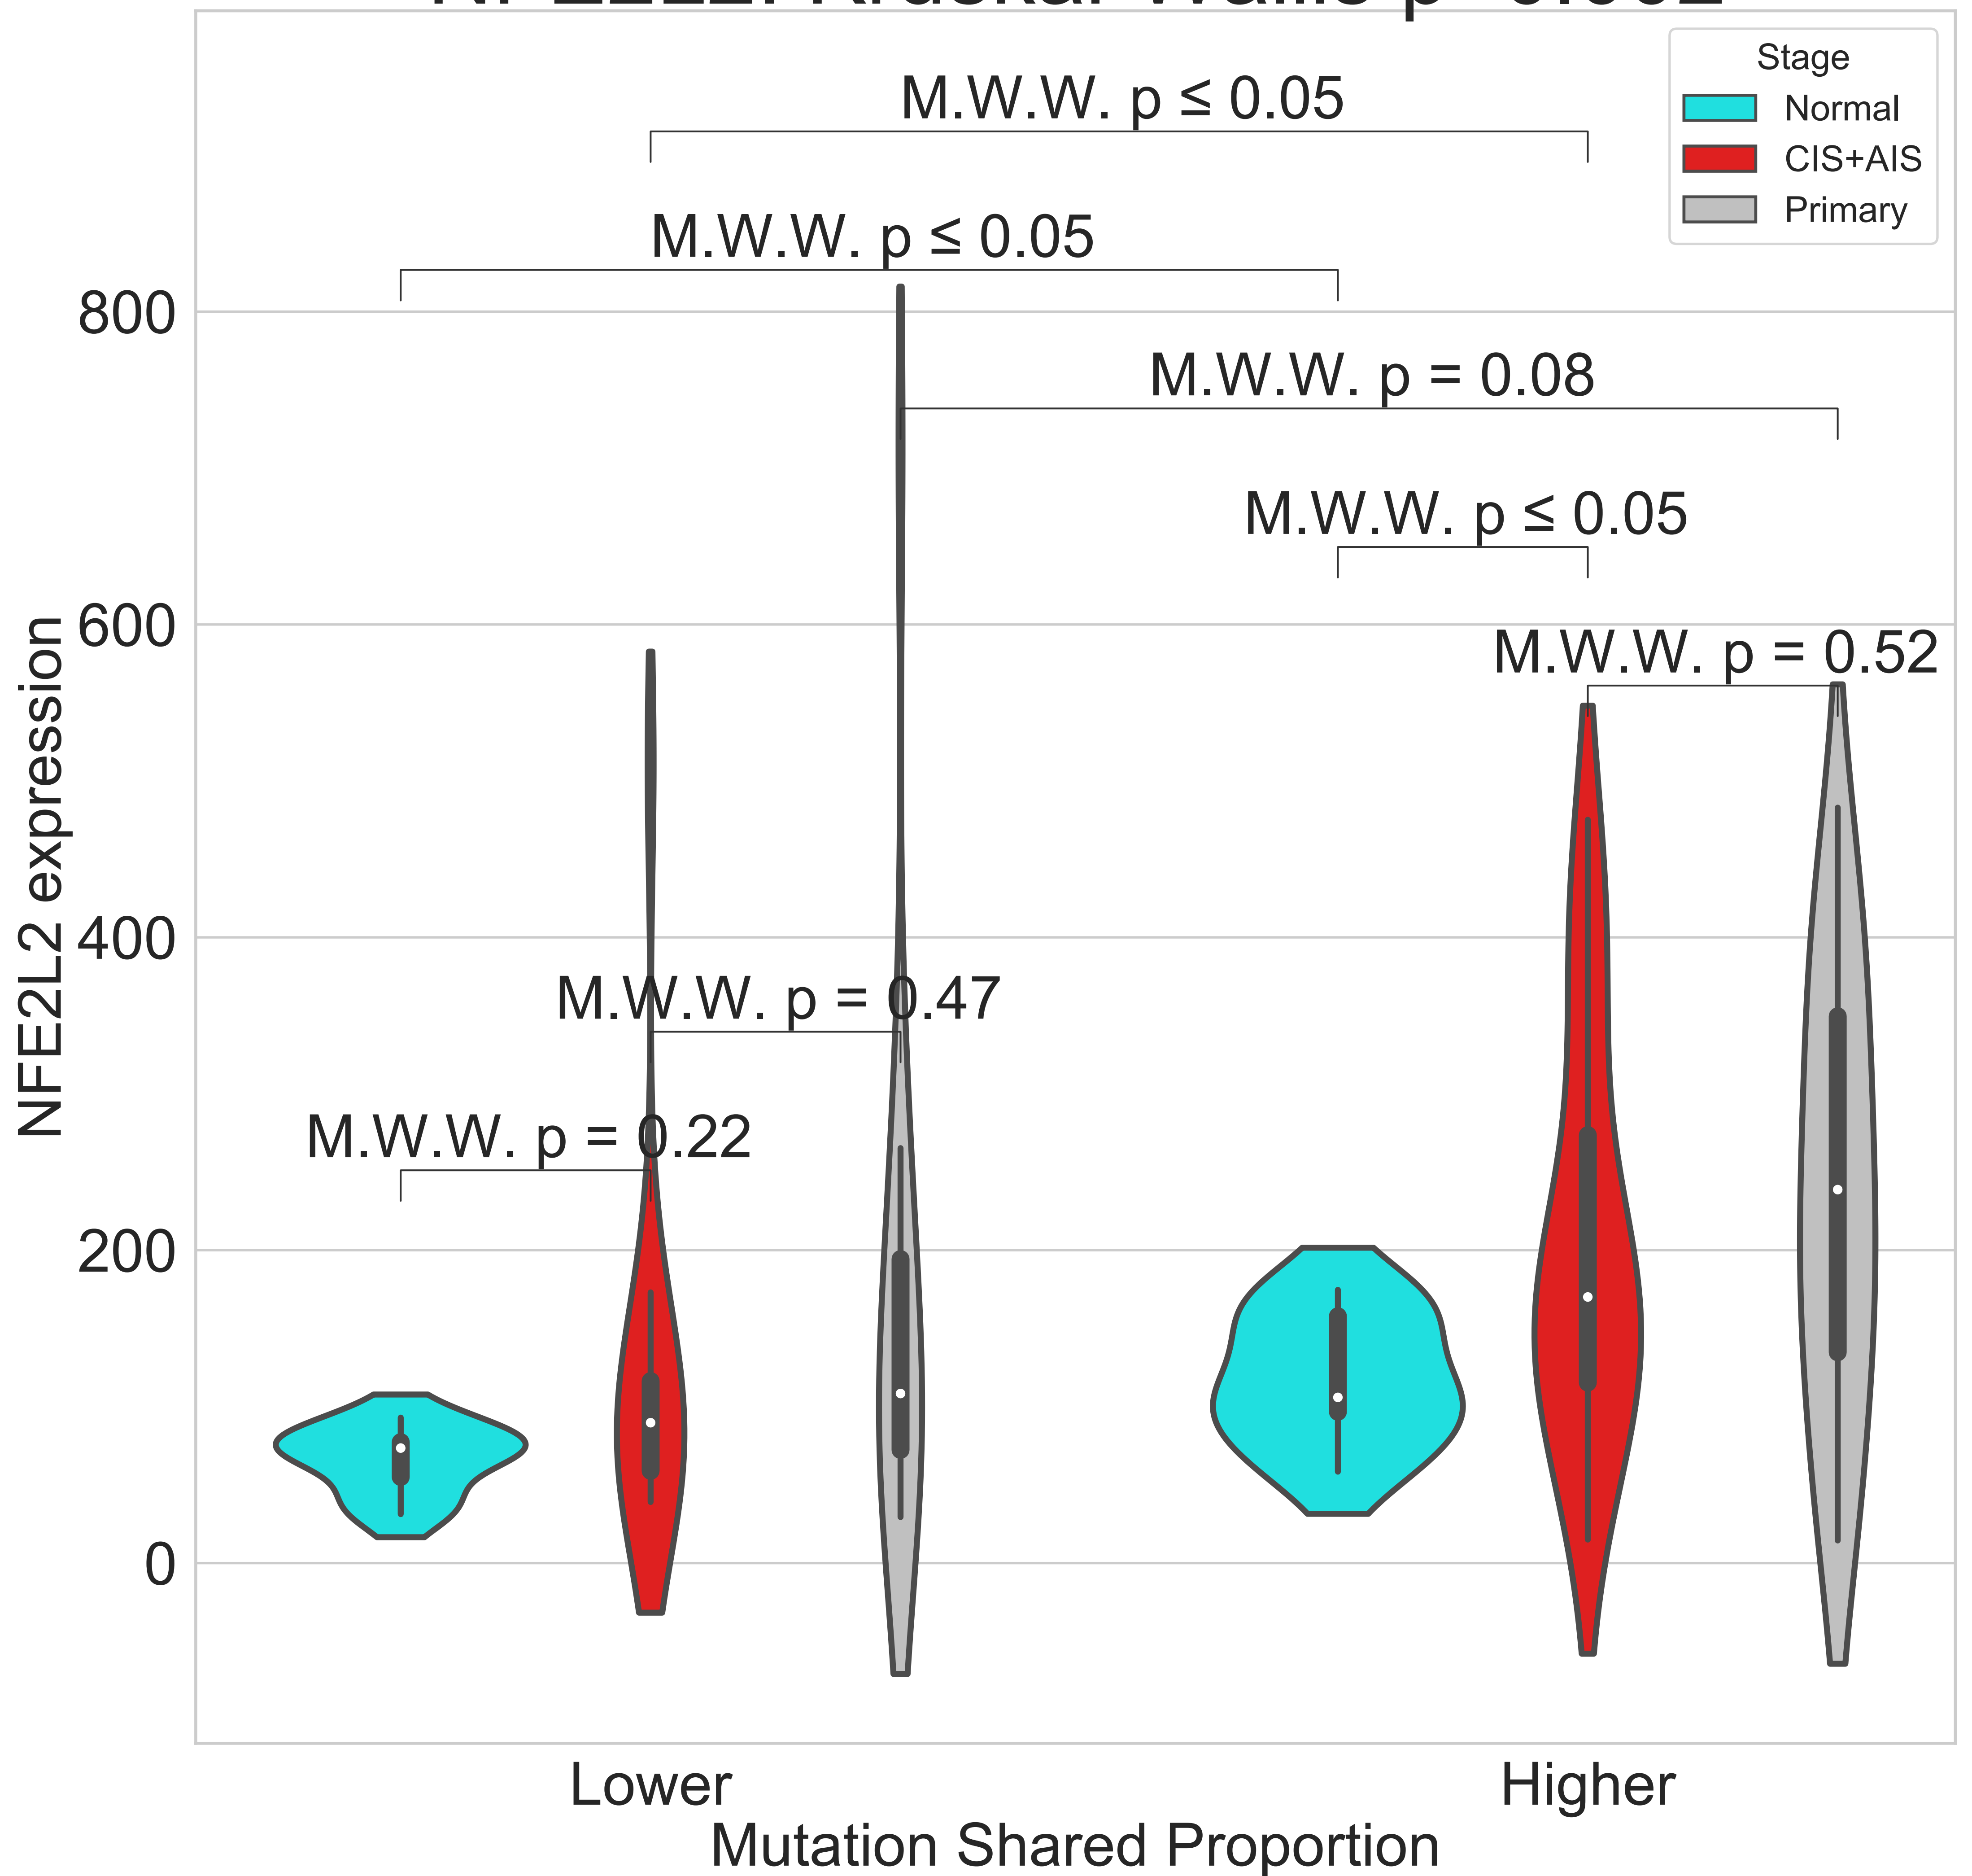 Stage
Normal
CIS+AIS
Primary
M.W.W. p ≤ 0.05
M.W.W. p ≤ 0.05
M.W.W. p = 0.08
M.W.W. p ≤ 0.05
M.W.W. p = 0.52
M.W.W. p = 0.47
M.W.W. p = 0.22
800
600
400
200
0
NFE2L2 expression
Lower
Higher
Mutation Shared Proportion